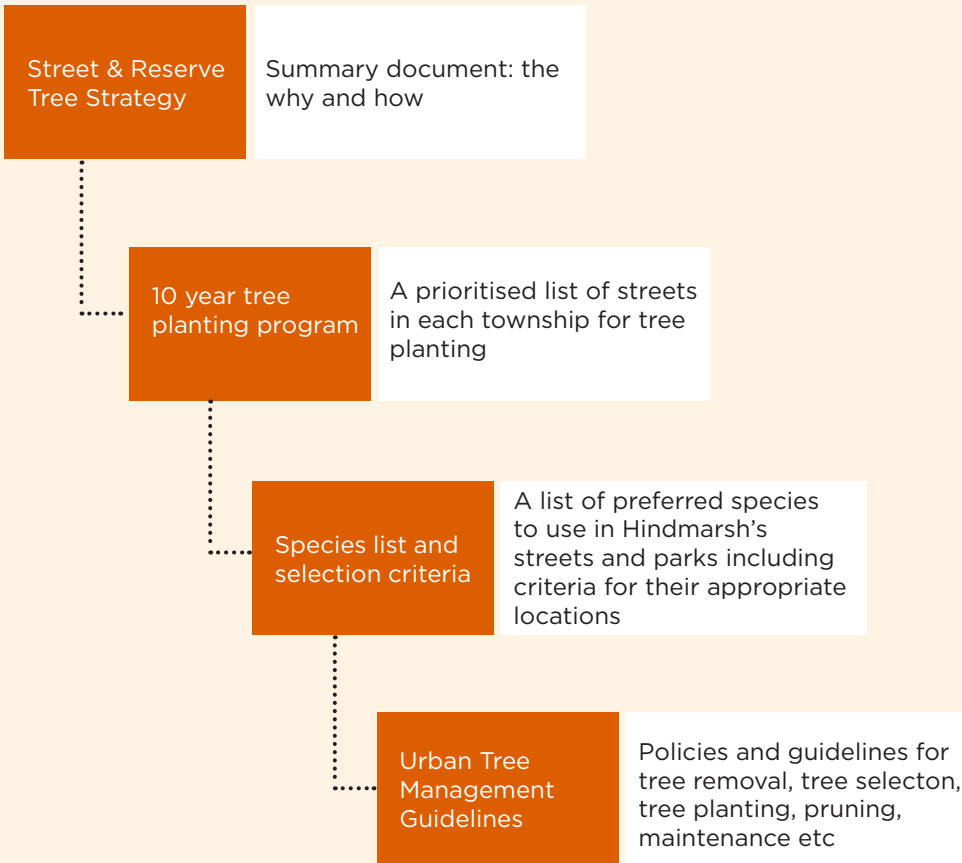 Street & Reserve
Tree Strategy
Summary document: the
why and how
10 year tree
planting program
A prioritised list of streets
in each township for tree
planting
Species list and
selection criteria
A list of preferred species
to use in Hindmarsh’s
streets and parks including
criteria for their appropriate
locations
Urban Tree
Management
Guidelines
Policies and guidelines for
tree removal, tree selecton,
tree planting, pruning,
maintenance etc